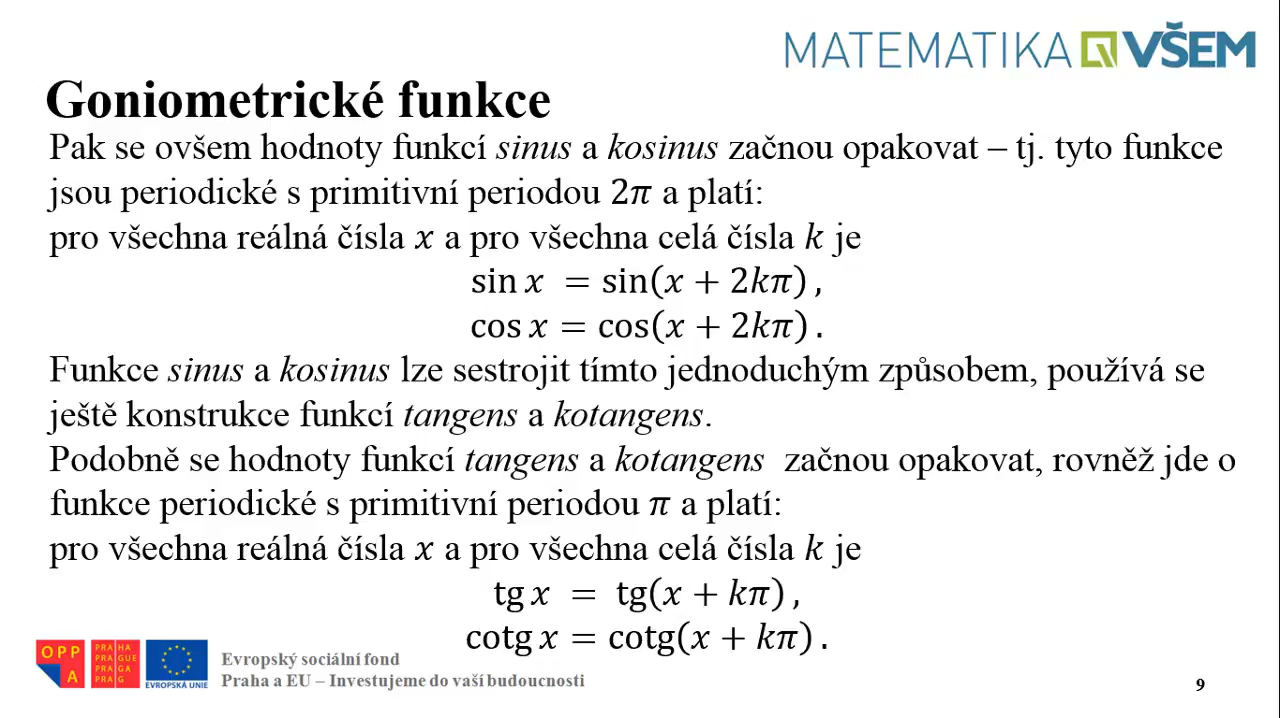 MATEMATIKA VŠEM
Goniometrické funkce
Pak se ovšem hodnoty funkcí sinus a kosinus začnou opakovat – tj. tyto funkce
jsou periodické s primitivní periodou 2π a platí:
pro všechna reálná čísla x a pro všechna celá čísla k je
sin x = sin(x + 2kπ),
cos x = cos(x + 2kπ).
Funkce sinus a kosinus lze sestrojit tímto jednoduchým způsobem, používá se
ještě konstrukce funkcí tangens a kotangens.
Podobně se hodnoty funkcí tangens a kotangens začnou opakovat, rovněž jde o
funkce periodické s primitivní periodou π a platí:
pro všechna reálná čísla x a pro všechna celá čísla k je
tg x = tg(x + kπ),
cotg x = cotg(x + kπ).
OPP
A
PRA HA
PRA GUE
PRA GA
PRA G
EVROPSKÁ UNIE
Evropský sociální fond
Praha a EU – Investujeme do vaší budoucnosti
9